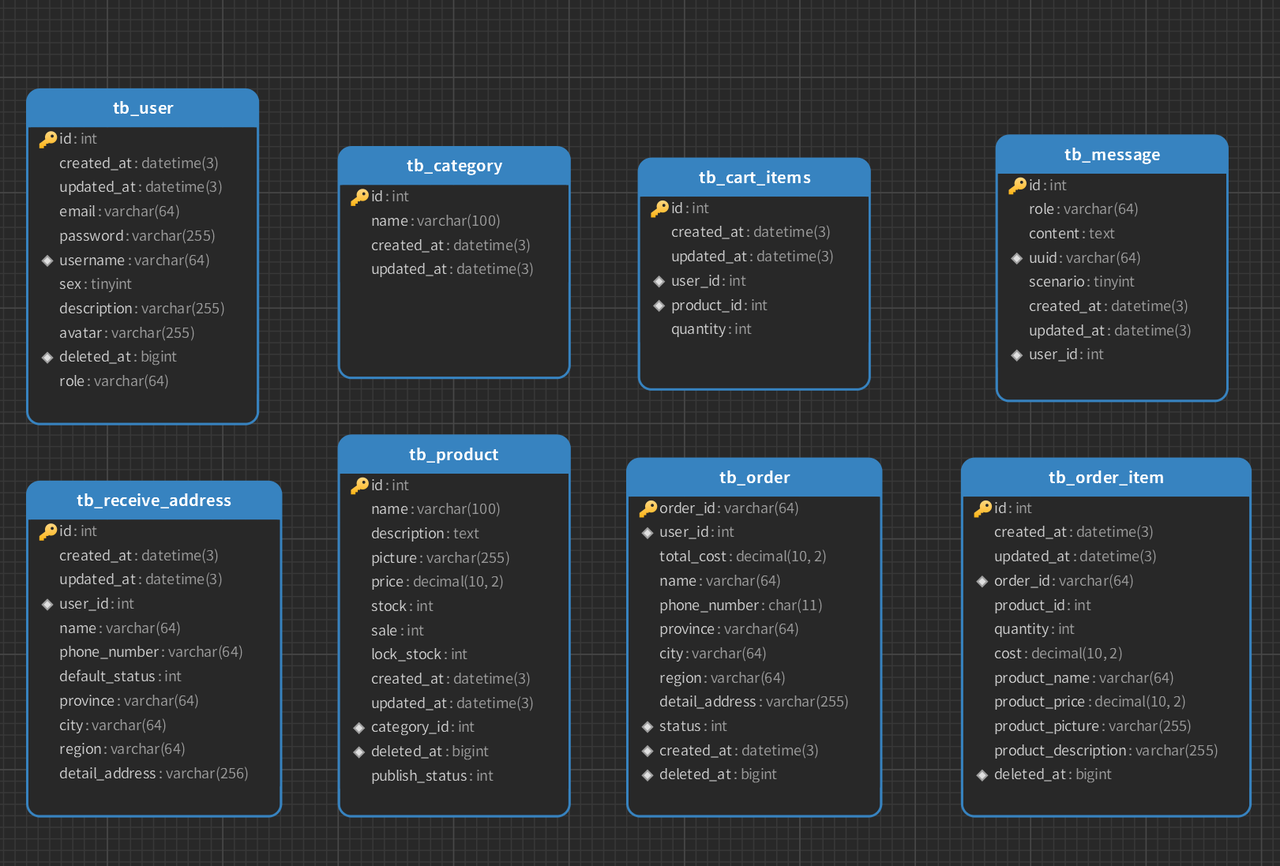 tb_user
id: int
created_at: datetime(3)
updated_at: datetime(3)
email: varchar(64)
password: varchar(255)
username: varchar(64)
sex: tinyint
description: varchar(255)
avatar: varchar(255)
deleted_at: bigint
role: varchar(64)
tb_category
id: int
name: varchar(100)
created_at: datetime(3)
updated_at: datetime(3)
tb_cart_items
id: int
created_at: datetime(3)
updated_at: datetime(3)
user_id: int
product_id: int
quantity: int
tb_message
id: int
role: varchar(64)
content: text
uuid: varchar(64)
scenario: tinyint
created_at: datetime(3)
updated_at: datetime(3)
user_id: int
tb_receive_address
id: int
created_at: datetime(3)
updated_at: datetime(3)
user_id: int
name: varchar(64)
phone_number: varchar(64)
default_status: int
province: varchar(64)
city: varchar(64)
region: varchar(64)
detail_address: varchar(256)
tb_product
id: int
name: varchar(100)
description: text
picture: varchar(255)
price: decimal(10, 2)
stock: int
sale: int
lock_stock: int
created_at: datetime(3)
updated_at: datetime(3)
category_id: int
deleted_at: bigint
publish_status: int
tb_order
order_id: varchar(64)
user_id: int
total_cost: decimal(10, 2)
name: varchar(64)
phone_number: char(11)
province: varchar(64)
city: varchar(64)
region: varchar(64)
detail_address: varchar(255)
status: int
created_at: datetime(3)
deleted_at: bigint
tb_order_item
id: int
created_at: datetime(3)
updated_at: datetime(3)
order_id: varchar(64)
product_id: int
quantity: int
cost: decimal(10, 2)
product_name: varchar(64)
product_price: decimal(10, 2)
product_picture: varchar(255)
product_description: varchar(255)
deleted_at: bigint